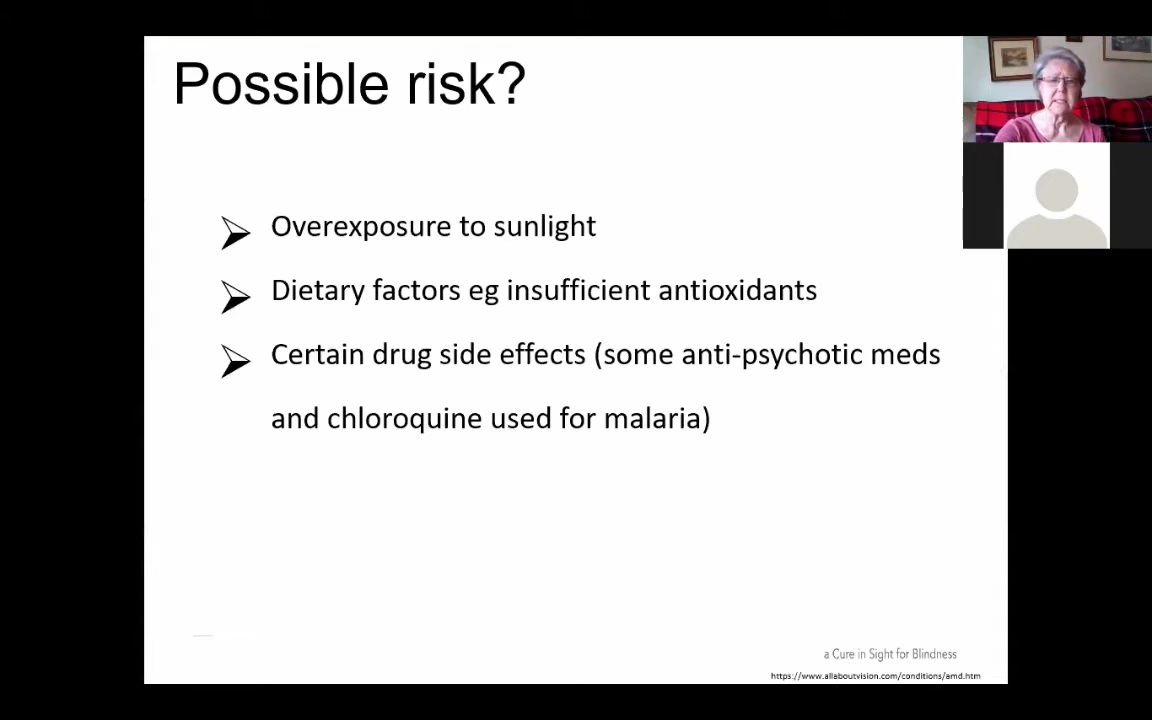 Possible risk?
Overexposure to sunlight
Dietary factors eg insufficient antioxidants
Certain drug side effects (some anti-psychotic meds
and chloroquine used for malaria)
a Cure in Sight for Blindness
https://www.allaboutvision.com/conditions/amd.htm